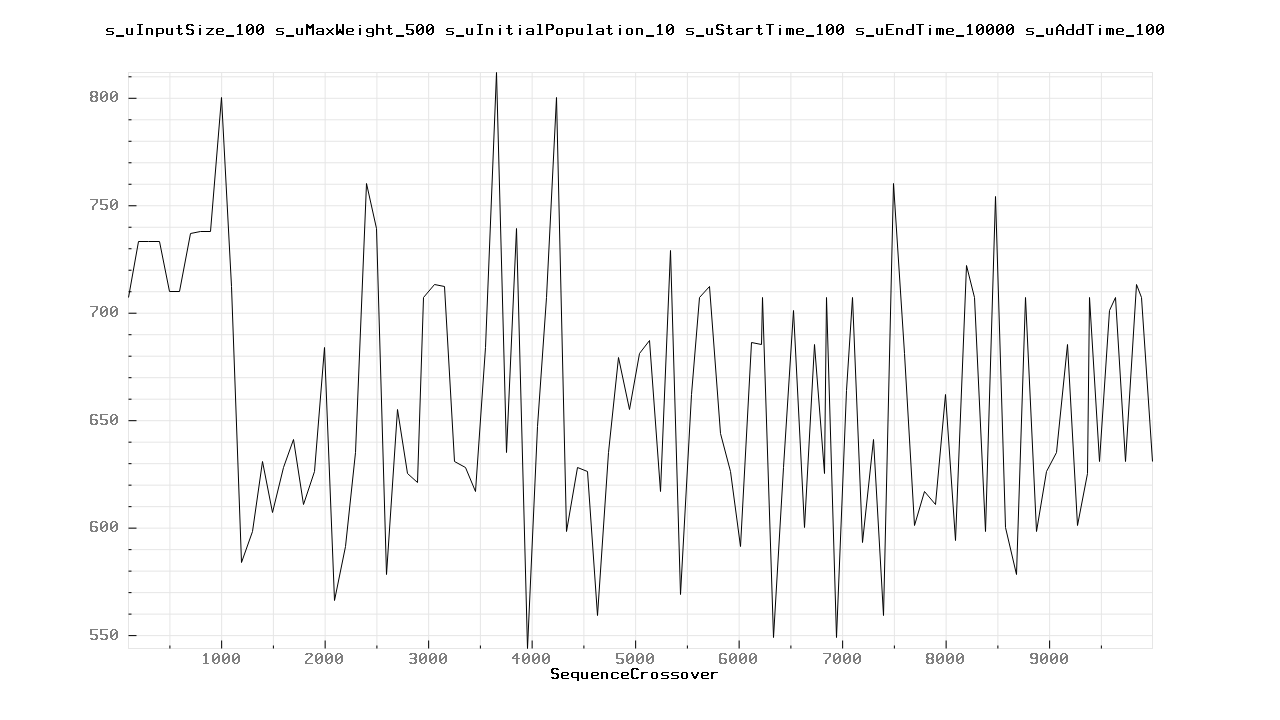 s_uInputSize_100 s_uMaxWeight_500 s_uInitialPopulation_10 s_uStartTime_100 s_uEndTime_10000 s_uAddTime_100
800
750
700
650
600
550
1000 2000 3000 4000 5000 6000 7000 8000 9000
SequenceCrossover